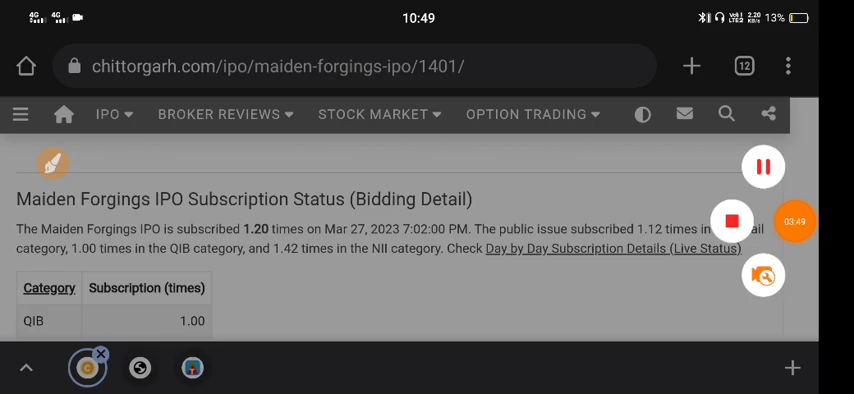 4G 4G 10:49 2.20 KB/s 13%
chittorgarh.com/ipo/maiden-forgings-ipo/1401/ 12
IPO BROKER REVIEWS STOCK MARKET OPTION TRADING
Maiden Forgings IPO Subscription Status (Bidding Detail)
The Maiden Forgings IPO is subscribed 1.20 times on Mar 27, 2023 7:02:00 PM. The public issue subscribed 1.12 times in ail
03:49
category, 1.00 times in the QIB category, and 1.42 times in the NII category. Check Day by Day Subscription Details (Live Status)
Category Subscription (times)
QIB 1.00